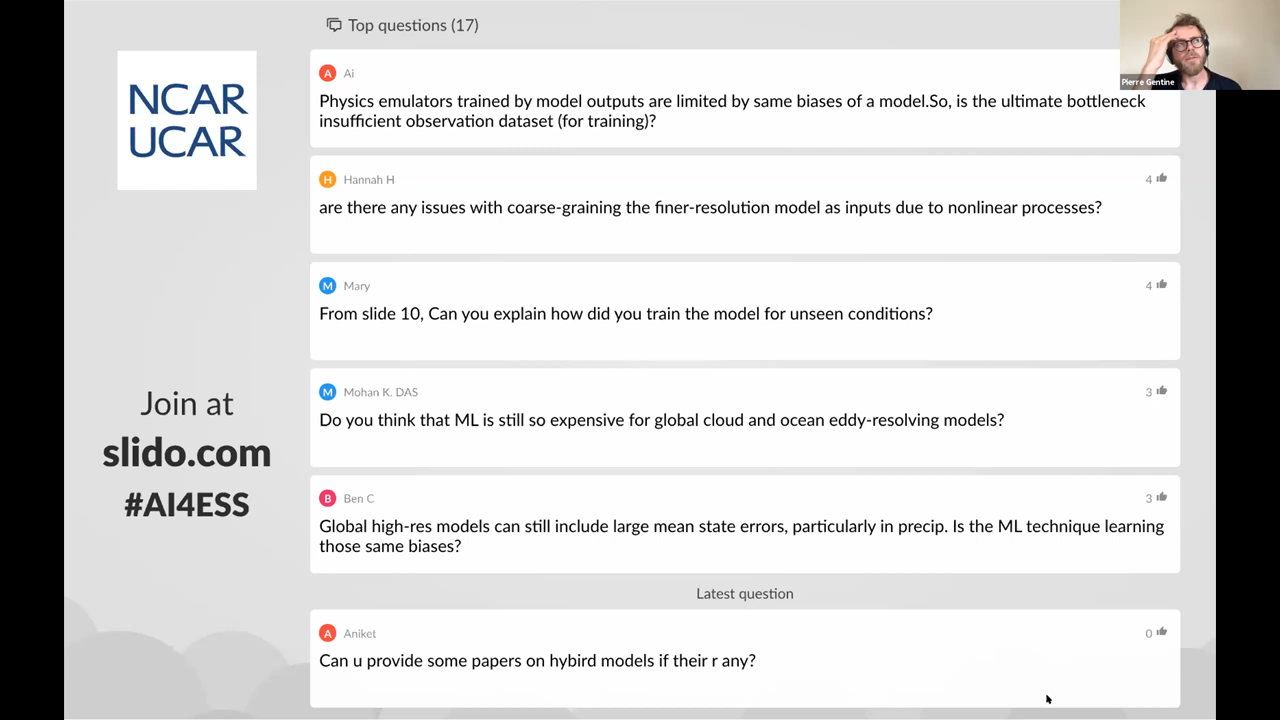 Top questions (17)
Pierre Gentine
NCAR
UCAR
A Ai
Physics emulators trained by model outputs are limited by same biases of a model.So, is the ultimate bottleneck
insufficient observation dataset (for training)?
H Hannah H 4
are there any issues with coarse-graining the finer-resolution model as inputs due to nonlinear processes?
M Mary 4
From slide 10, Can you explain how did you train the model for unseen conditions?
M Mohan K. DAS 3
Do you think that ML is still so expensive for global cloud and ocean eddy-resolving models?
Join at
slido.com
#AI4ESS
B Ben C 3
Global high-res models can still include large mean state errors, particularly in precip. Is the ML technique learning
those same biases?
Latest question
A Aniket 0
Can u provide some papers on hybird models if their r any?